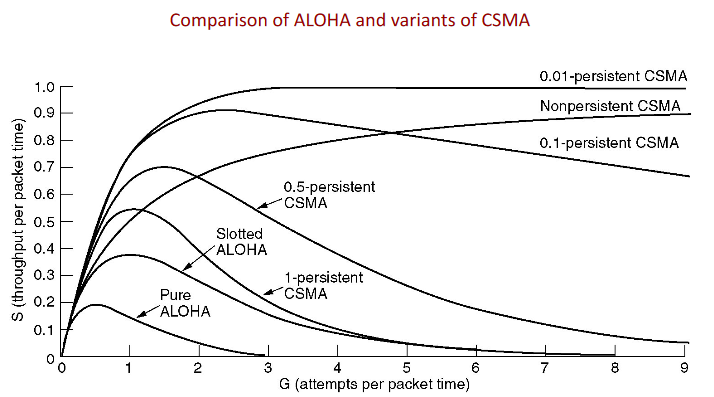 Comparison of ALOHA and variants of CSMA
0.01-persistent CSMA
Nonpersistent CSMA
0.1-persistent CSMA
0.5-persistent
CSMA
Slotted
ALOHA
1-persistent
CSMA
Pure
ALOHA
S (throughput per packet time)
1.0
0.9
0.8
0.7
0.6
0.5
0.4
0.3
0.2
0.1
0
0 1 2 3 4 5 6 7 8 9
G (attempts per packet time)